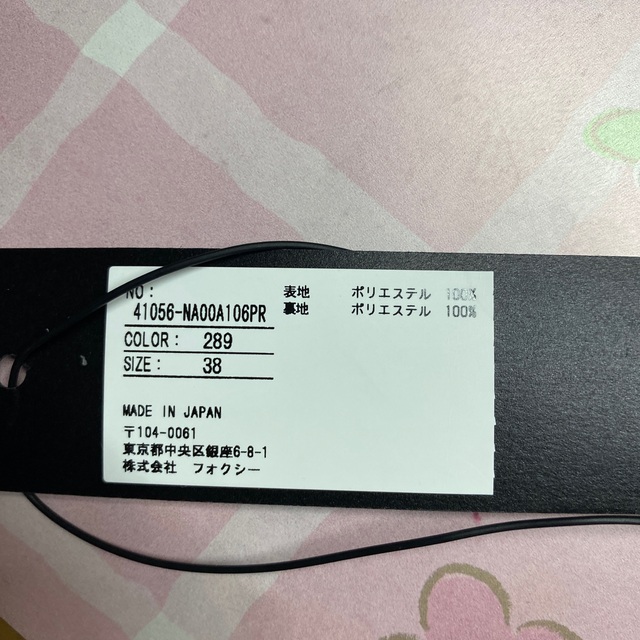 NO:
41056-NA00A106PR
COLOR: 289
SIZE: 38
表地 ポリエステル 100%
裏地 ポリエステル 100%
MADE IN JAPAN
〒104-0061
東京都中央区銀座6-8-1
株式会社 フォクシー